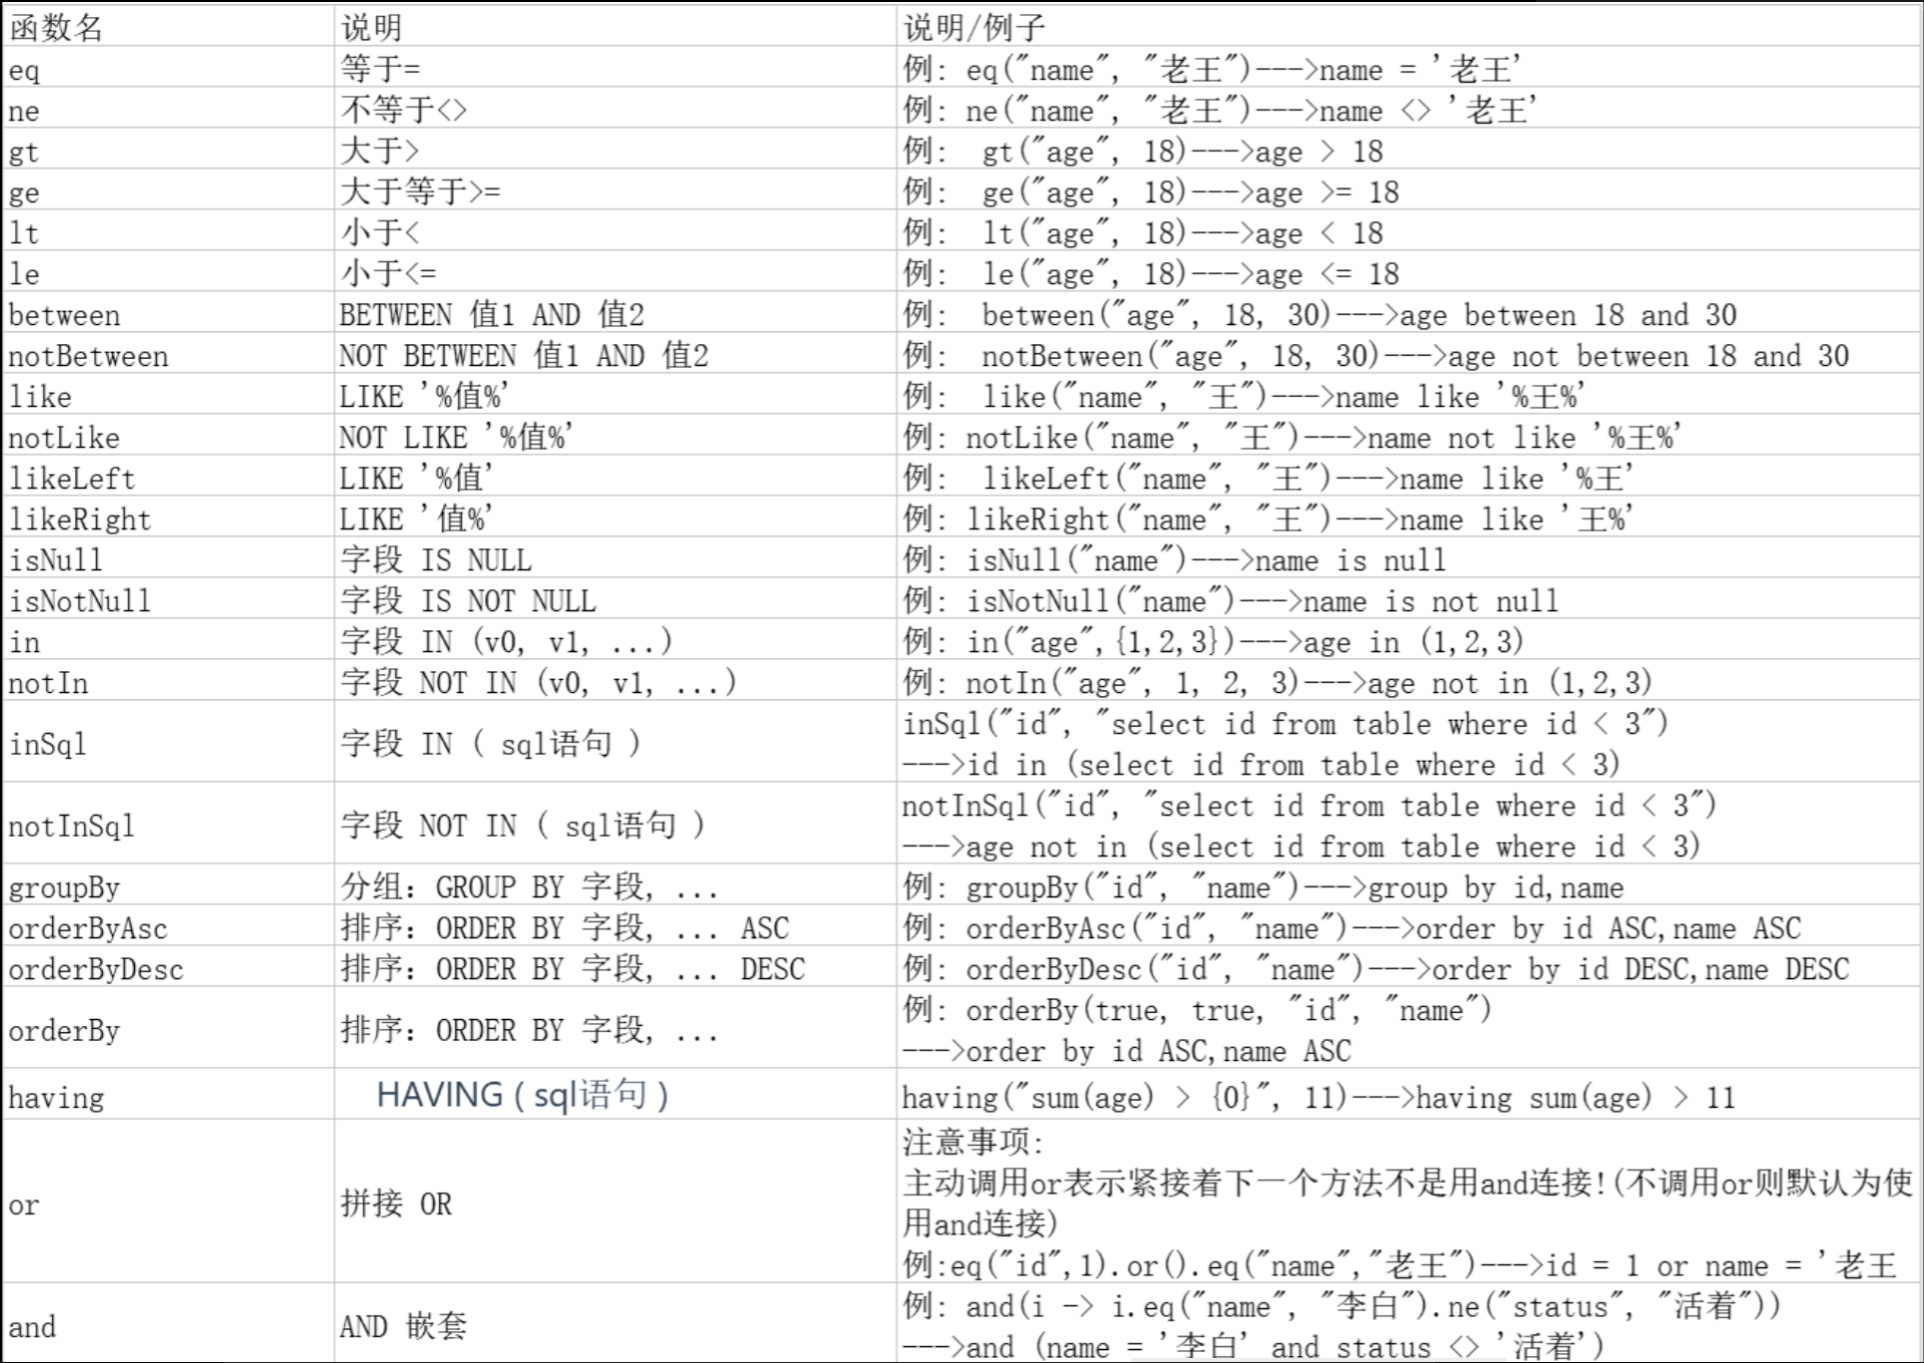 函数名 说明 说明/例子
eq 等于= 例: eq("name", "老王")--->name = '老王'
ne 不等于<> 例: ne("name", "老王")--->name <> '老王'
gt 大于> 例: gt("age", 18)--->age > 18
ge 大于等于>= 例: ge("age", 18)--->age >= 18
lt 小于< 例: lt("age", 18)--->age < 18
le 小于<= 例: le("age", 18)--->age <= 18
between BETWEEN 值1 AND 值2 例: between("age", 18, 30)--->age between 18 and 30
notBetween NOT BETWEEN 值1 AND 值2 例: notBetween("age", 18, 30)--->age not between 18 and 30
like LIKE '%值%' 例: like("name", "王")--->name like '%王%'
notLike NOT LIKE '%值%' 例: notLike("name", "王")--->name not like '%王%'
likeLeft LIKE '%值' 例: likeLeft("name", "王")--->name like '%王'
likeRight LIKE '值%' 例: likeRight("name", "王")--->name like '王%'
isNull 字段 IS NULL 例: isNull("name")--->name is null
isNotNull 字段 IS NOT NULL 例: isNotNull("name")--->name is not null
in 字段 IN (v0, v1, ...) 例: in("age",{1,2,3})--->age in (1,2,3)
notIn 字段 NOT IN (v0, v1, ...) 例: notIn("age", 1, 2, 3)--->age not in (1,2,3)
inSql 字段 IN ( sql语句 ) inSql("id", "select id from table where id < 3")
--->id in (select id from table where id < 3)
notInSql 字段 NOT IN ( sql语句 ) notInSql("id", "select id from table where id < 3")
--->age not in (select id from table where id < 3)
groupBy 分组: GROUP BY 字段, ... 例: groupBy("id", "name")--->group by id,name
orderByAsc 排序: ORDER BY 字段, ... ASC 例: orderByAsc("id", "name")--->order by id ASC,name ASC
orderByDesc 排序: ORDER BY 字段, ... DESC 例: orderByDesc("id", "name")--->order by id DESC,name DESC
orderBy 排序: ORDER BY 字段, ... 例: orderBy(true, true, "id", "name")
--->order by id ASC,name ASC
having HAVING ( sql语句 ) having("sum(age) > {0}", 11)--->having sum(age) > 11
or 拼接 OR 注意事项:
主动调用or表示紧接着下一个方法不是用and连接!(不调用or则默认为使
用and连接)
例:eq("id",1).or().eq("name","老王")--->id = 1 or name = '老王
and AND 嵌套 例: and(i -> i.eq("name", "李白").ne("status", "活着"))
--->and (name = '李白' and status <> '活着')